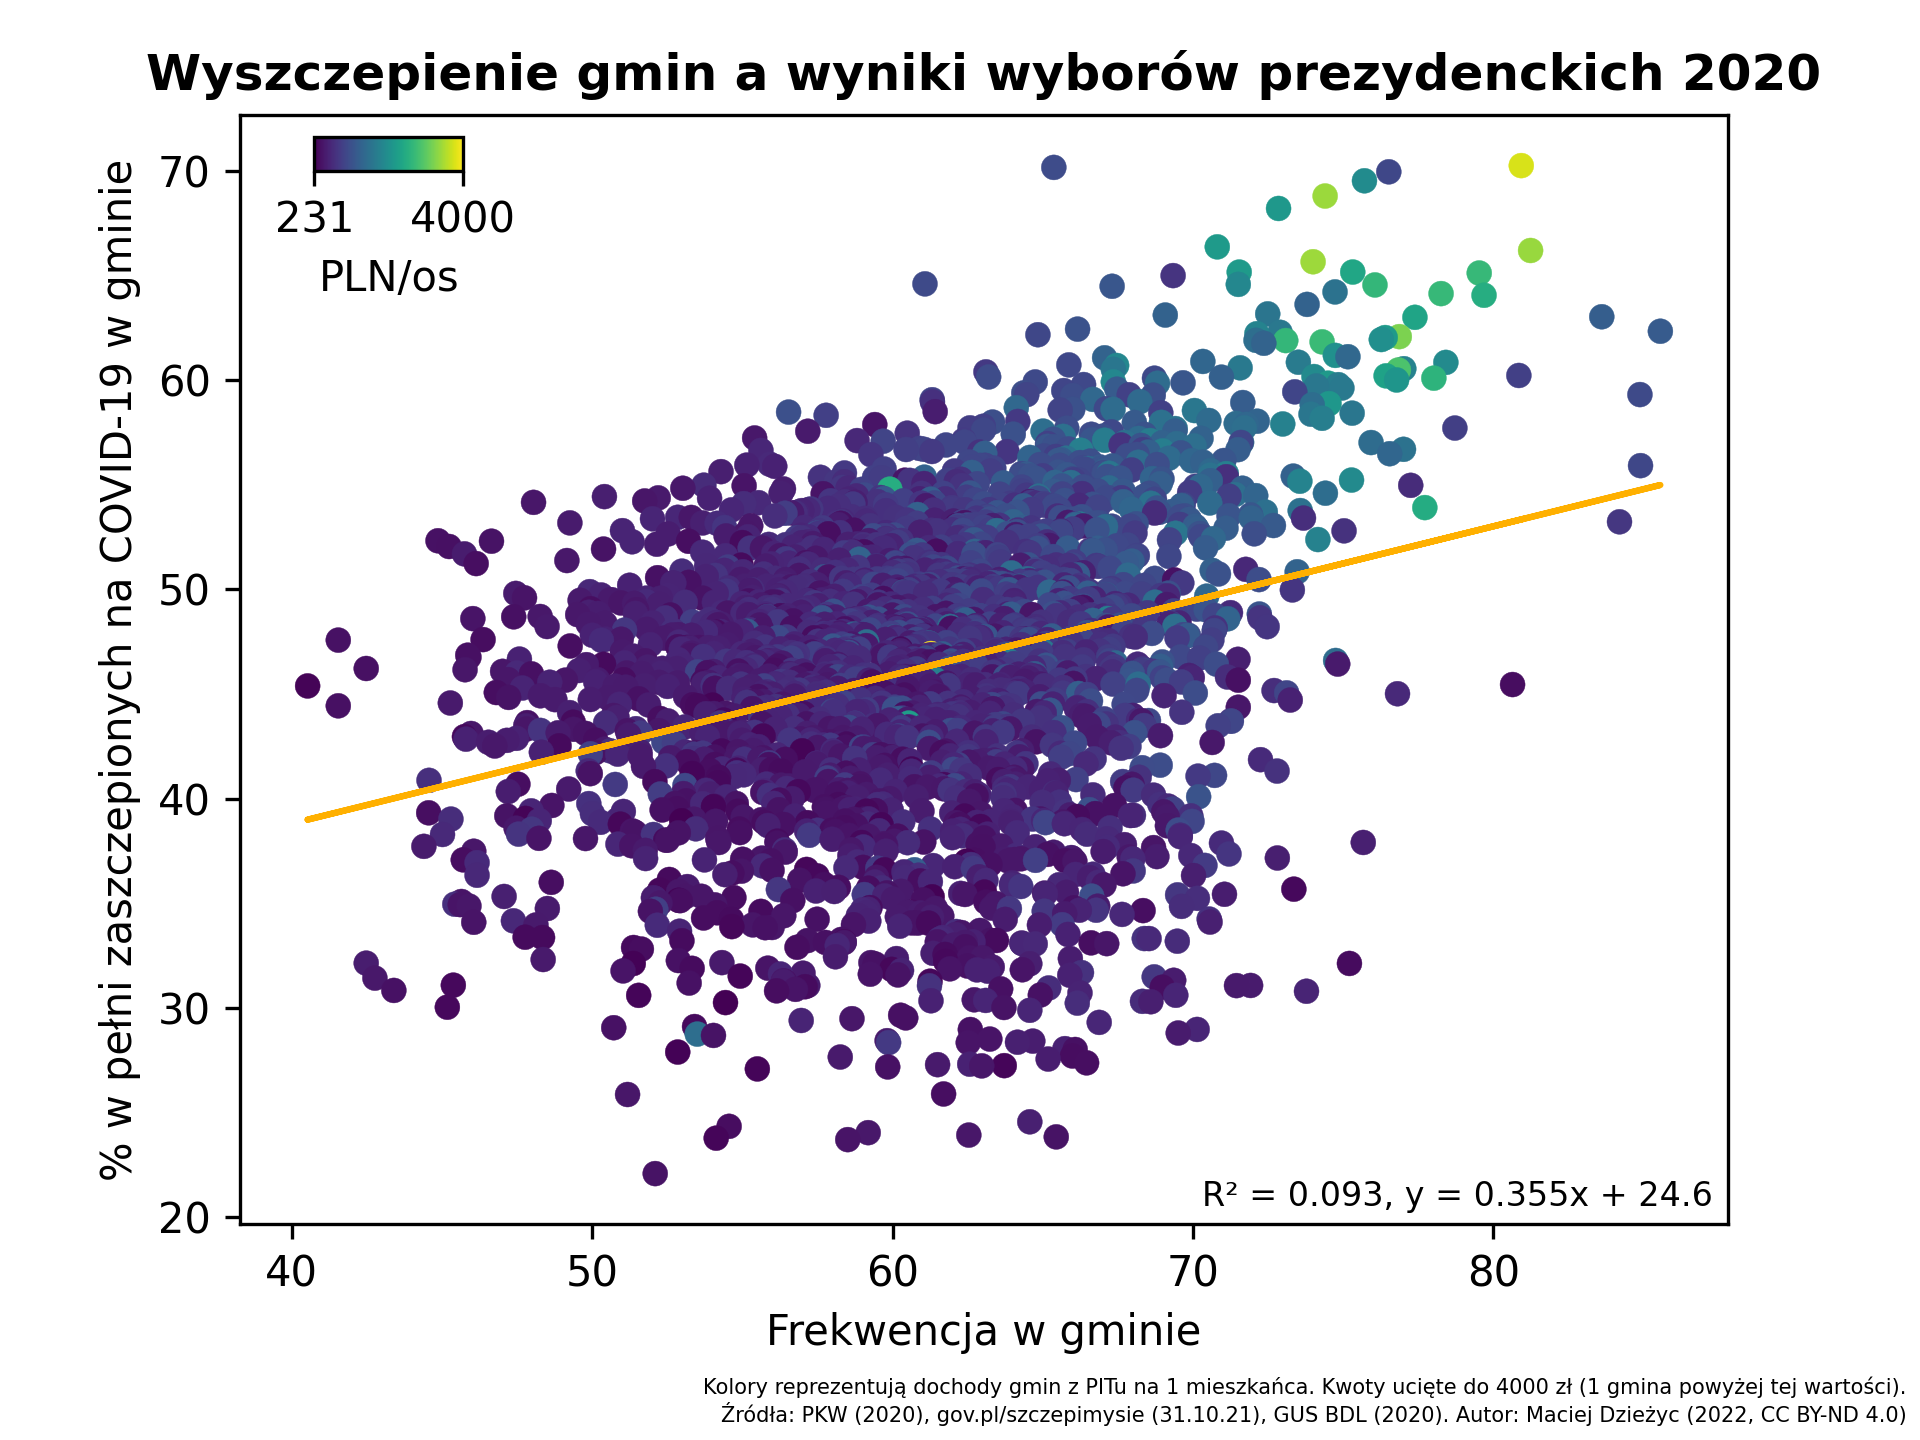 Wyszczepienie gmin a wyniki wyborów prezydenckich 2020
% w pełni zaszczepionych na COVID-19 w gminie
70
60
50
40
30
20
231 4000
PLN/os
R² = 0.093, y = 0.355x + 24.6
40 50 60 70 80
Frekwencja w gminie
Kolory reprezentują dochody gmin z PITu na 1 mieszkańca. Kwoty ucięte do 4000 zł (1 gmina powyżej tej wartości).
Źródła: PKW (2020), gov.pl/szczepimysie (31.10.21), GUS BDL (2020). Autor: Maciej Dzieżyc (2022, CC BY-ND 4.0)